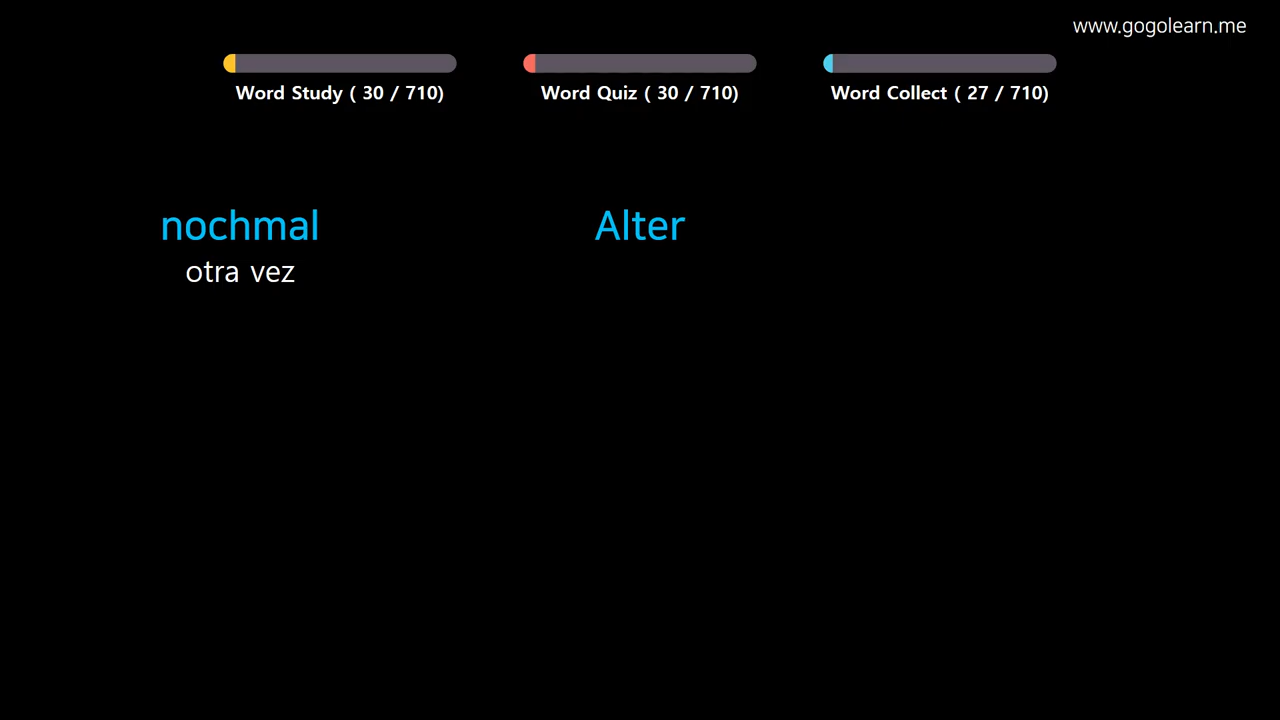 www.gogolearn.me
Word Study ( 30 / 710)
Word Quiz ( 30 / 710)
Word Collect ( 27 / 710)
nochmal
otra vez
Alter